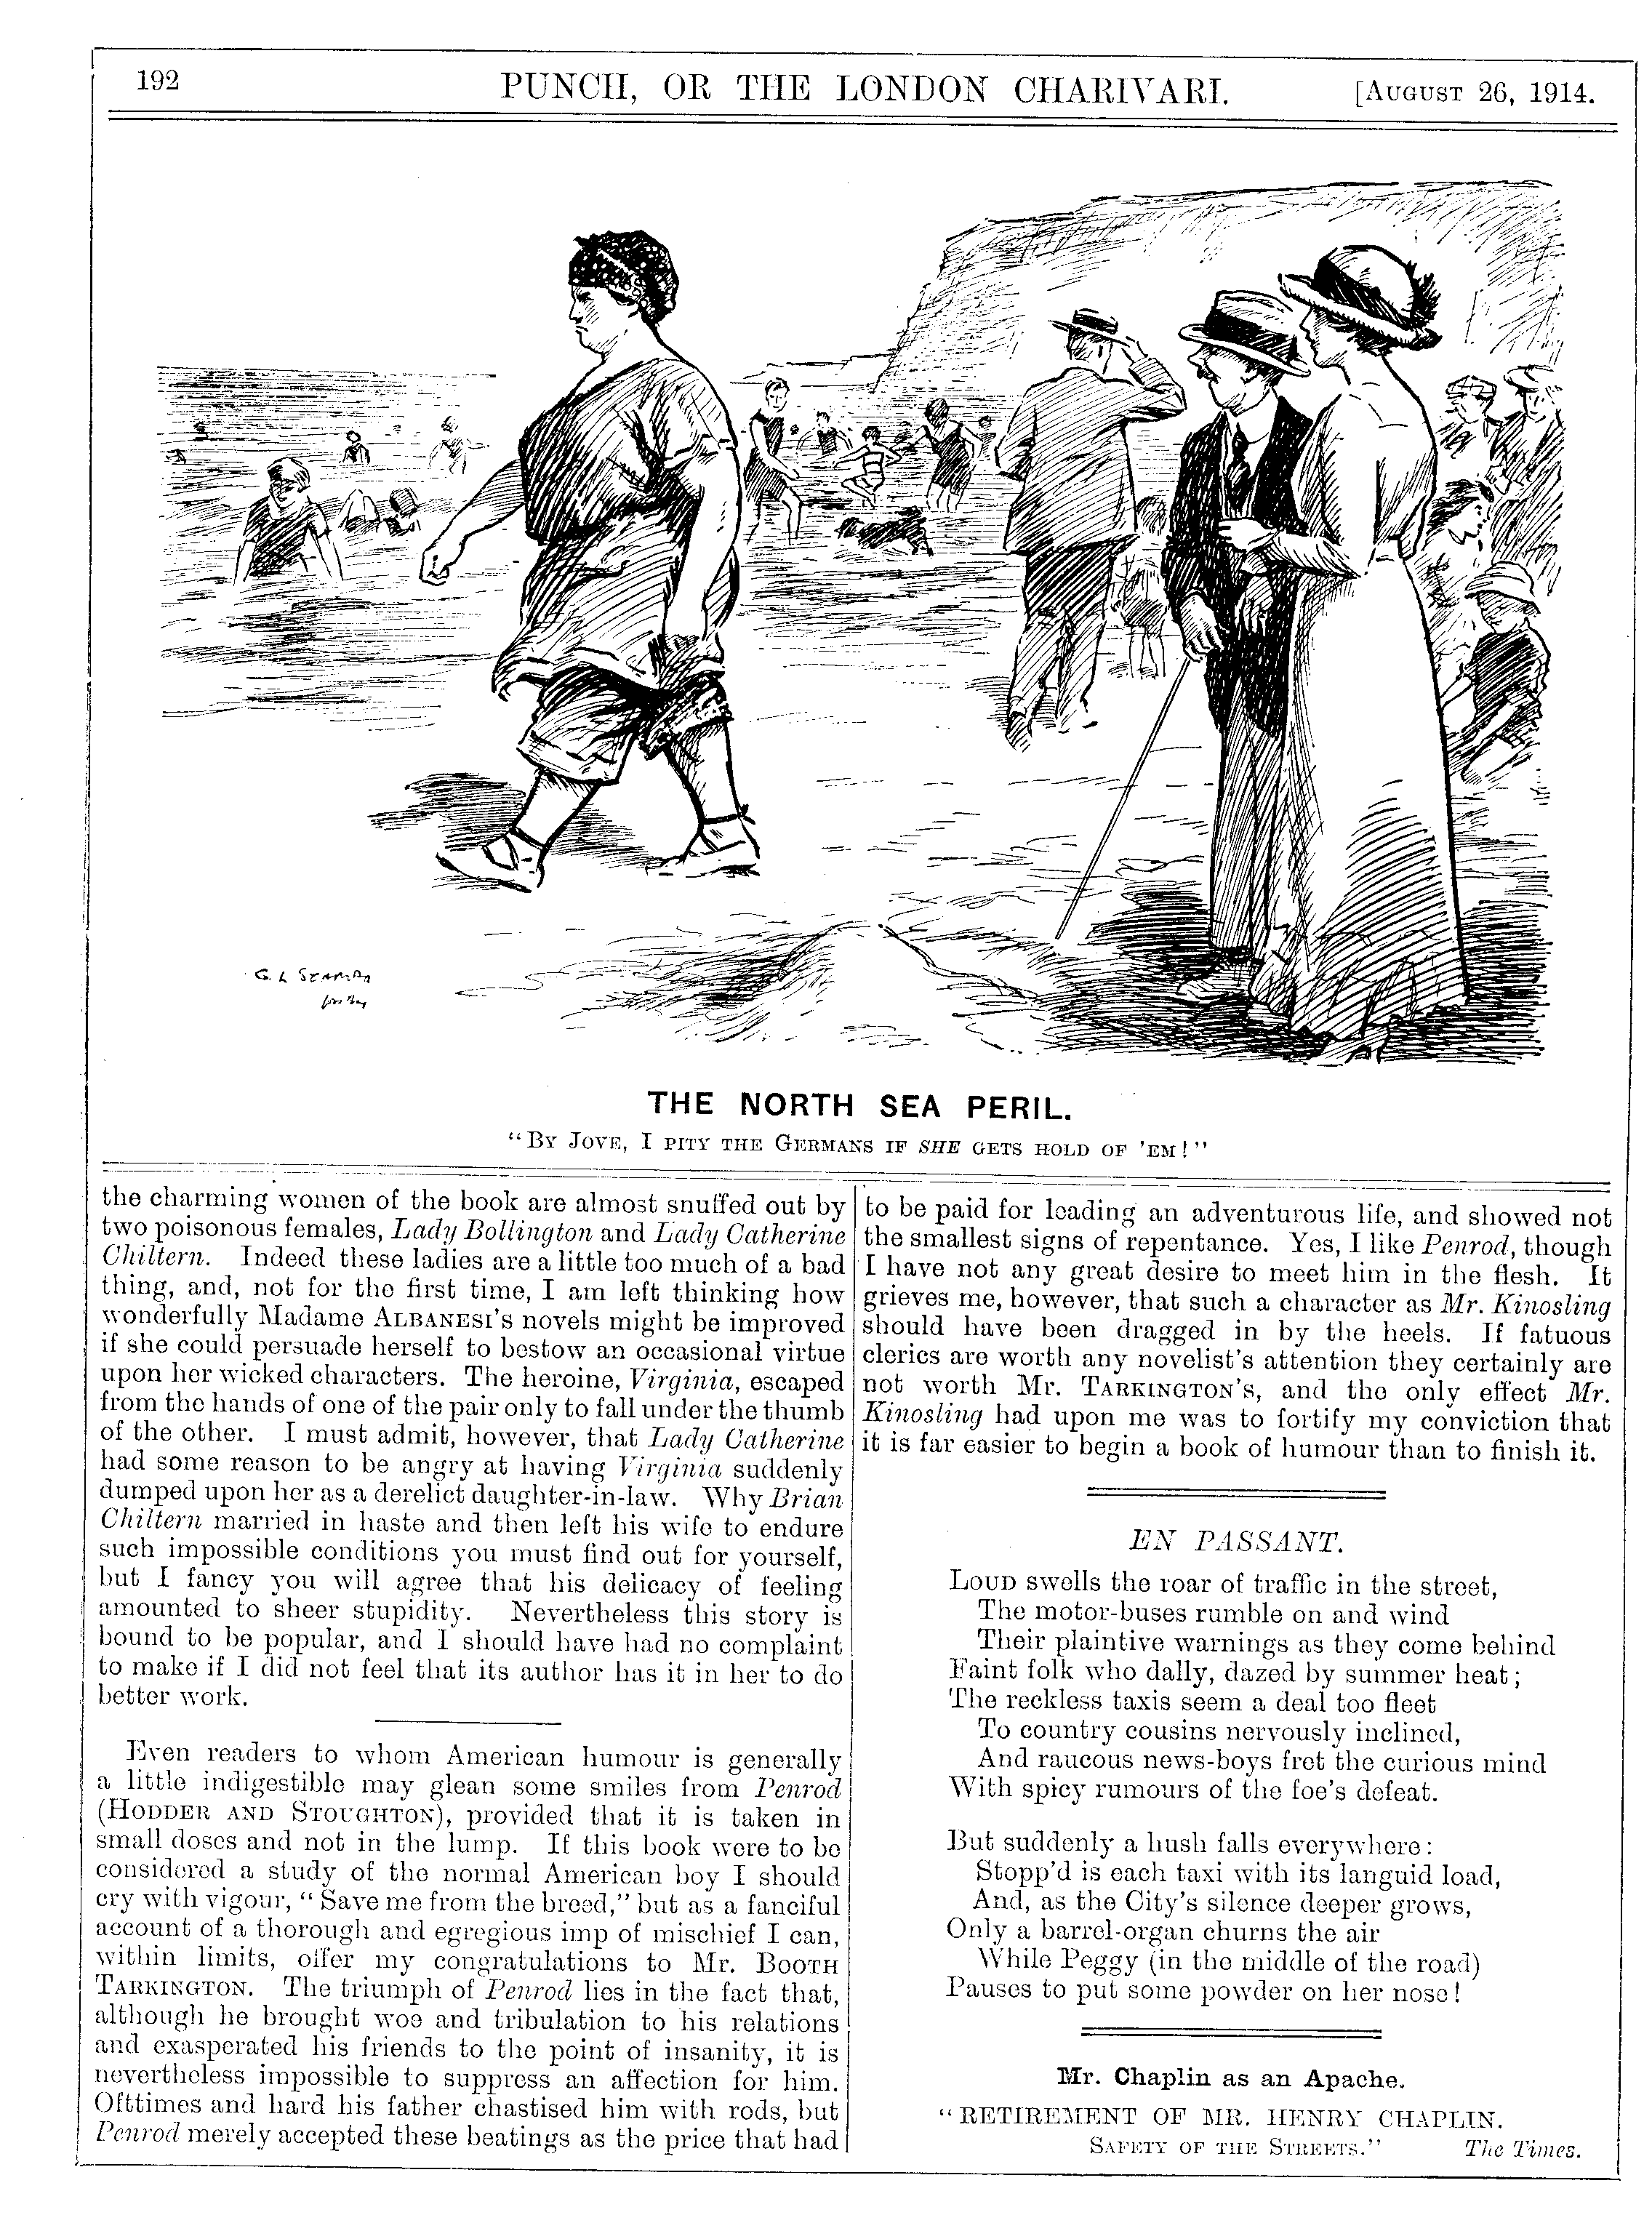 192
PUNCH, OR THE LONDON CHARIVARI.
[AUGUST 26, 1914.
G. L STAMPA
THE NORTH SEA PERIL.
"BY JOVE, I PITY THE GERMANS IF SHE GETS HOLD OF 'EM!"
the charming women of the book are almost snuffed out by
two poisonous females, Lady Bollington and Lady Catherine
Chiltern. Indeed these ladies are a little too much of a bad
thing, and, not for the first time, I am left thinking how
wonderfully Madame ALBANESI'S novels might be improved
if she could persuade herself to bestow an occasional virtue
upon her wicked characters. The heroine, Virginia, escaped
from the hands of one of the pair only to fall under the thumb
of the other. I must admit, however, that Lady Catherine
had some reason to be angry at having Virginia suddenly
dumped upon her as a derelict daughter-in-law. Why Brian
Chiltern married in haste and then left his wife to endure
such impossible conditions you must find out for yourself,
but I fancy you will agree that his delicacy of feeling
amounted to sheer stupidity. Nevertheless this story is
bound to be popular, and I should have had no complaint
to make if I did not feel that its author has it in her to do
better work.
Even readers to whom American humour is generally
a little indigestible may glean some smiles from Penrod
(HODDER AND STOUGHTON), provided that it is taken in
small doses and not in the lump. If this book were to be
considered a study of the normal American boy I should
cry with vigour, "Save me from the breed," but as a fanciful
account of a thorough and egregious imp of mischief I can,
within limits, offer my congratulations to Mr. BOOTH
TARKINGTON. The triumph of Penrod lies in the fact that,
although he brought woe and tribulation to his relations
and exasperated his friends to the point of insanity, it is
nevertheless impossible to suppress an affection for him.
Ofttimes and hard his father chastised him with rods, but
Penrod merely accepted these beatings as the price that had
to be paid for leading an adventurous life, and showed not
the smallest signs of repentance. Yes, I like Penrod, though
I have not any great desire to meet him in the flesh. It
grieves me, however, that such a character as Mr. Kinosling
should have been dragged in by the heels. If fatuous
clerics are worth any novelist's attention they certainly are
not worth Mr. TARKINGTON'S, and the only effect Mr.
Kinosling had upon me was to fortify my conviction that
it is far easier to begin a book of humour than to finish it.
EN PASSANT.
LOUD swells the roar of traffic in the street,
The motor-buses rumble on and wind
Their plaintive warnings as they come behind
Faint folk who dally, dazed by summer heat;
The reckless taxis seem a deal too fleet
To country cousins nervously inclined,
And raucous news-boys fret the curious mind
With spicy rumours of the foe's defeat.
But suddenly a hush falls everywhere:
Stopp'd is each taxi with its languid load,
And, as the City's silence deeper grows,
Only a barrel-organ churns the air
While Peggy (in the middle of the road)
Pauses to put some powder on her nose!
Mr. Chaplin as an Apache.
"RETIREMENT OF MR. HENRY CHAPLIN.
SAFETY OF THE STREETS." The Times.